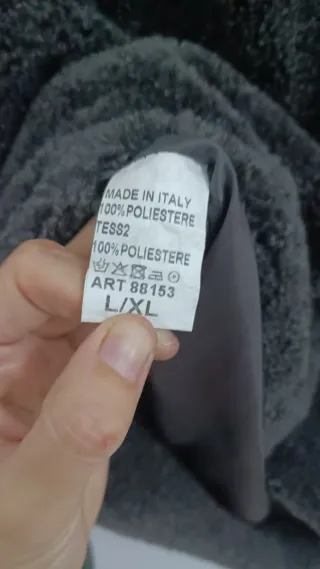 MADE IN ITALY
100%POLIESTERE
TESS2
100%POLIESTERE
ART 88153
L/XL